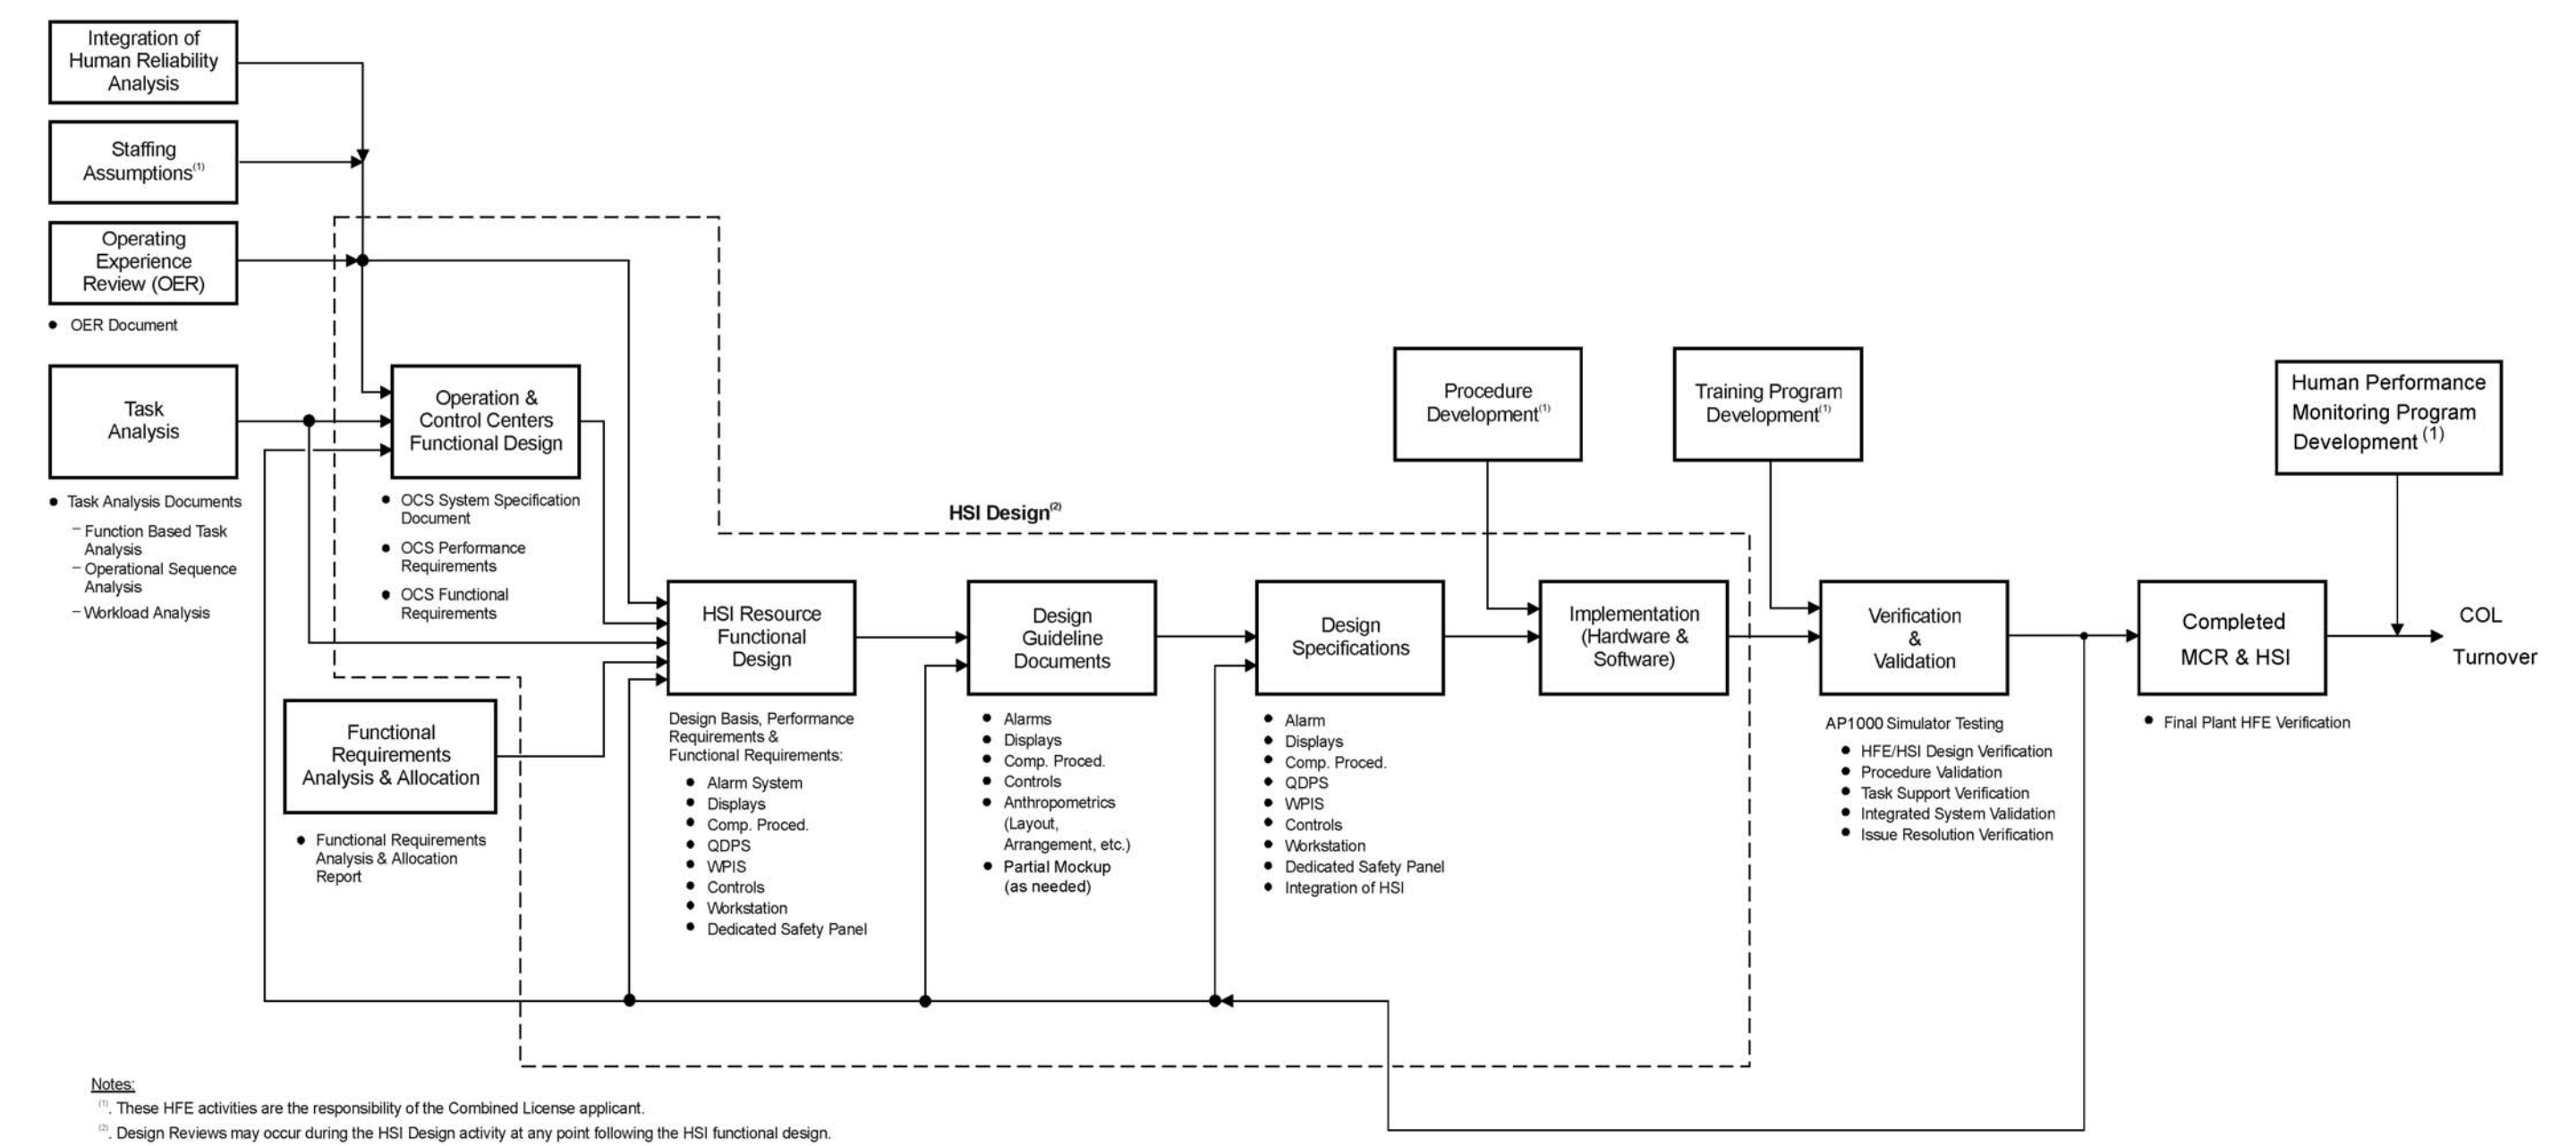 Integration of
Human Reliability
Analysis
Staffing
Assumptions(1)
Operating
Experience
Review (OER)
● OER Document
Task
Analysis
● Task Analysis Documents
– Function Based Task
Analysis
– Operational Sequence
Analysis
– Workload Analysis
Operation &
Control Centers
Functional Design
● OCS System Specification
Document
● OCS Performance
Requirements
● OCS Functional
Requirements
Functional
Requirements
Analysis & Allocation
● Functional Requirements
Analysis & Allocation
Report
HSI Design(2)
HSI Resource
Functional
Design
Design Basis, Performance
Requirements &
Functional Requirements:
● Alarm System
● Displays
● Comp. Proced.
● QDPS
● WPIS
● Controls
● Workstation
● Dedicated Safety Panel
Design
Guideline
Documents
● Alarms
● Displays
● Comp. Proced.
● Controls
● Anthropometrics
(Layout,
Arrangement, etc.)
● Partial Mockup
(as needed)
Design
Specifications
● Alarm
● Displays
● Comp. Proced.
● QDPS
● WPIS
● Controls
● Workstation
● Dedicated Safety Panel
● Integration of HSI
Procedure
Development(1)
Implementation
(Hardware &
Software)
Training Program
Development(1)
Verification
&
Validation
AP1000 Simulator Testing
● HFE/HSI Design Verification
● Procedure Validation
● Task Support Verification
● Integrated System Validation
● Issue Resolution Verification
Human Performance
Monitoring Program
Development (1)
Completed
MCR & HSI
● Final Plant HFE Verification
COL
Turnover
Notes:
(1). These HFE activities are the responsibility of the Combined License applicant.
(2). Design Reviews may occur during the HSI Design activity at any point following the HSI functional design.